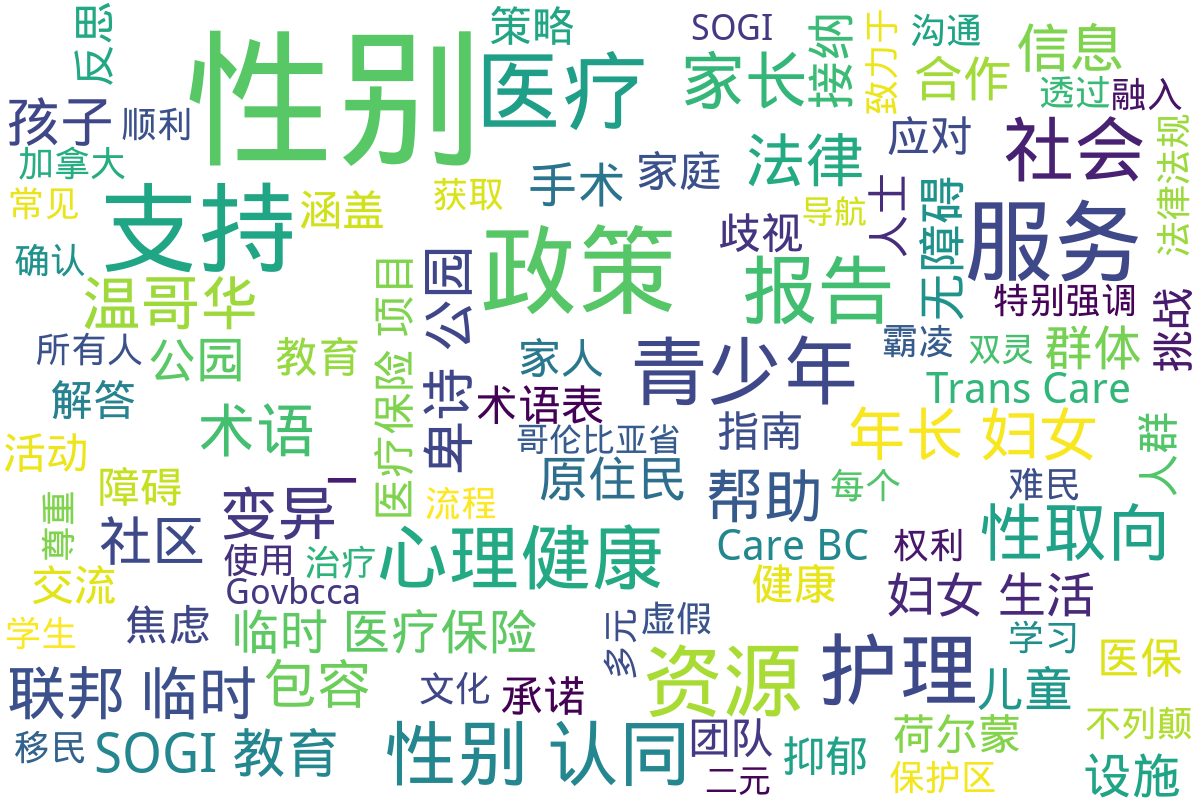 反思
性别
策略
SOGI
家长
接纳
致力于
沟通
信息
医疗
合作
透过
融入
孩子
顺利
加拿大
法律
应对
社会
法律法规
常见
支持
涵盖
获取
手术
家庭
歧视
导航
人士
无障碍
服务
确认
温哥华
项目
公园
政策
报告
特别强调
挑战
所有人
公园
教育
家人
青少年
霸凌
双灵
群体
解答
医疗保险
卑诗
术语表
Trans Care
术语
哥伦比亚省
指南
年长 妇女
人群
活动
障碍
变异
流程
原住民
帮助
每个
难民
尊重
社区
使用
治疗
心理健康
Care BC
权利
性取向
交流
Govbcca
健康
妇女 生活
学生
焦虑
临时 医疗保险
多元
虚假
学习
医保
联邦 临时
包容
文化
承诺
资源
护理
儿童
移民
SOGI 教育
性别 认同
团队
二元
抑郁
荷尔蒙
保护区
不列颠
设施